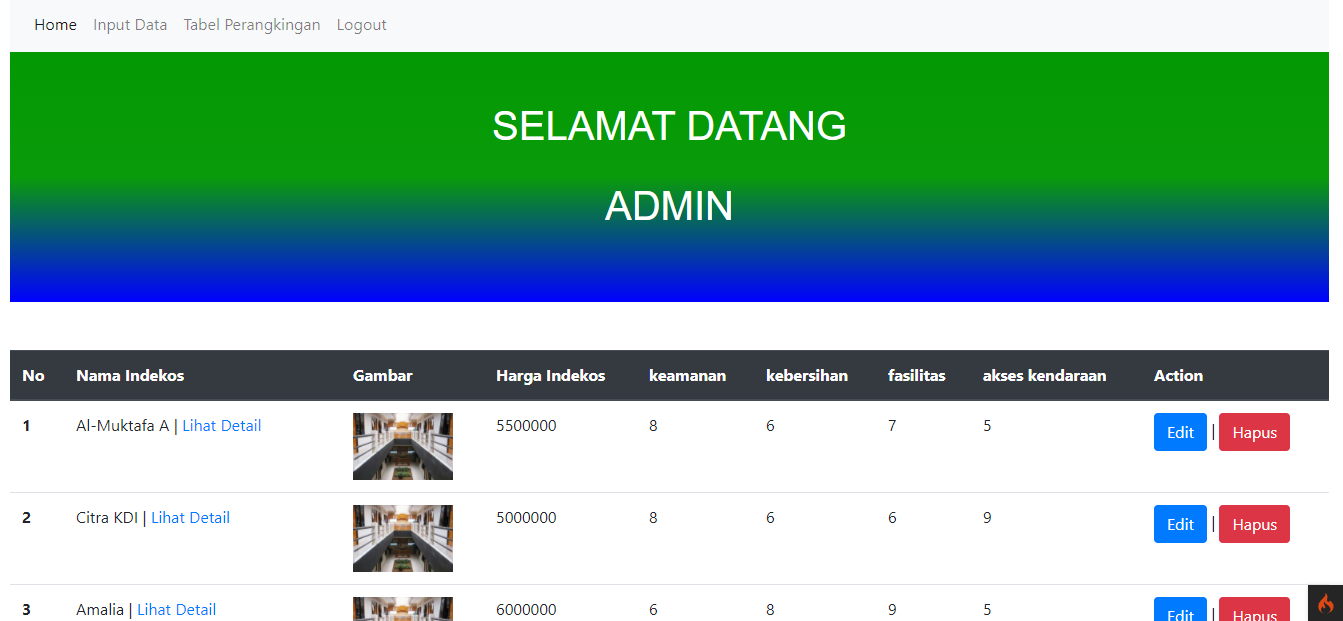 Home Input Data Tabel Perangkingan Logout
SELAMAT DATANG
ADMIN
No Nama Indekos Gambar Harga Indekos keamanan kebersihan fasilitas akses kendaraan Action
1 Al-Muktafa A | Lihat Detail 5500000 8 6 7 5 Edit | Hapus
2 Citra KDI | Lihat Detail 5000000 8 6 6 9 Edit | Hapus
3 Amalia | Lihat Detail 6000000 6 8 9 5 Edit | Hapus